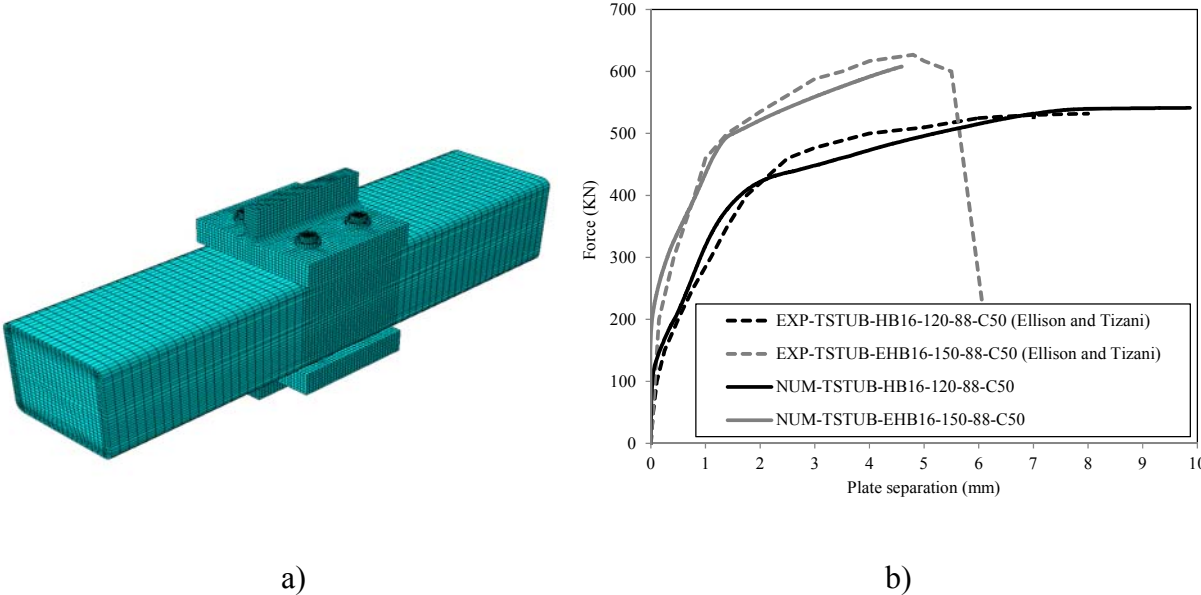 700
600
500
400
300
200
100
0
Force (KN)
EXP-TSTUB-HB16-120-88-C50 (Ellison and Tizani)
EXP-TSTUB-EHB16-150-88-C50 (Ellison and Tizani)
NUM-TSTUB-HB16-120-88-C50
NUM-TSTUB-EHB16-150-88-C50
0 1 2 3 4 5 6 7 8 9 10
Plate separation (mm)
a) b)